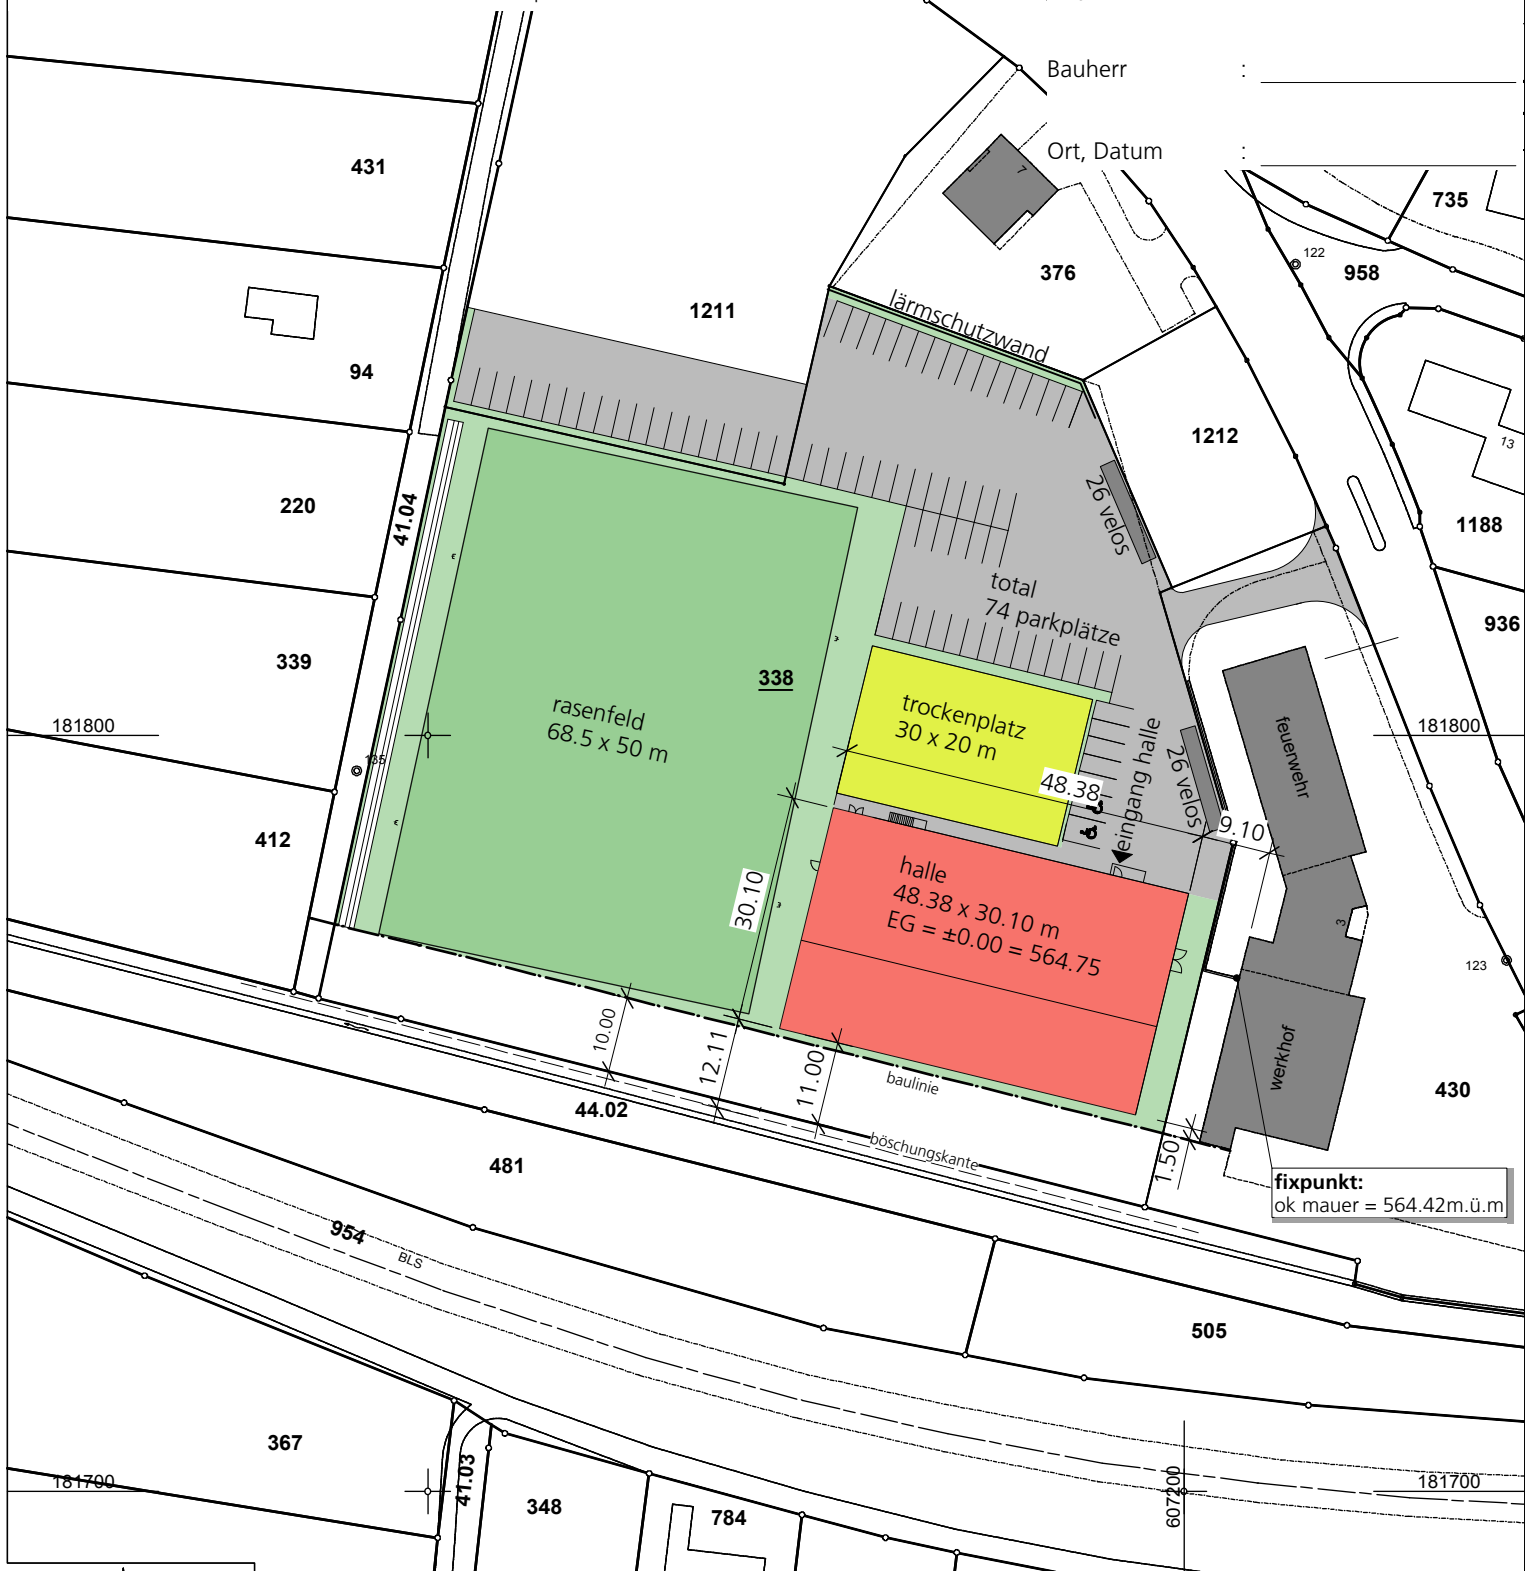 Bauherr :
Ort, Datum :
431
7
735
122
958
376
1211
lärmschutzwand
94
13
1212
26 velos
220
41.04
1188
total
74 parkplätze
936
339
338
rasenfeld
68.5 x 50 m
trockenplatz
30 x 20 m
feuerwehr
181800
181800
135
48.38
eingang halle
26 velos
9.10
412
halle
48.38 x 30.10 m
EG = ±0.00 = 564.75
30.10
3
123
10.00
12.11
11.00
baulinie
werkhof
430
44.02
böschungskante
1.50
481
fixpunkt:
ok mauer = 564.42m.ü.m
954
BLS
505
367
41.03
181700
181700
607200
348
784